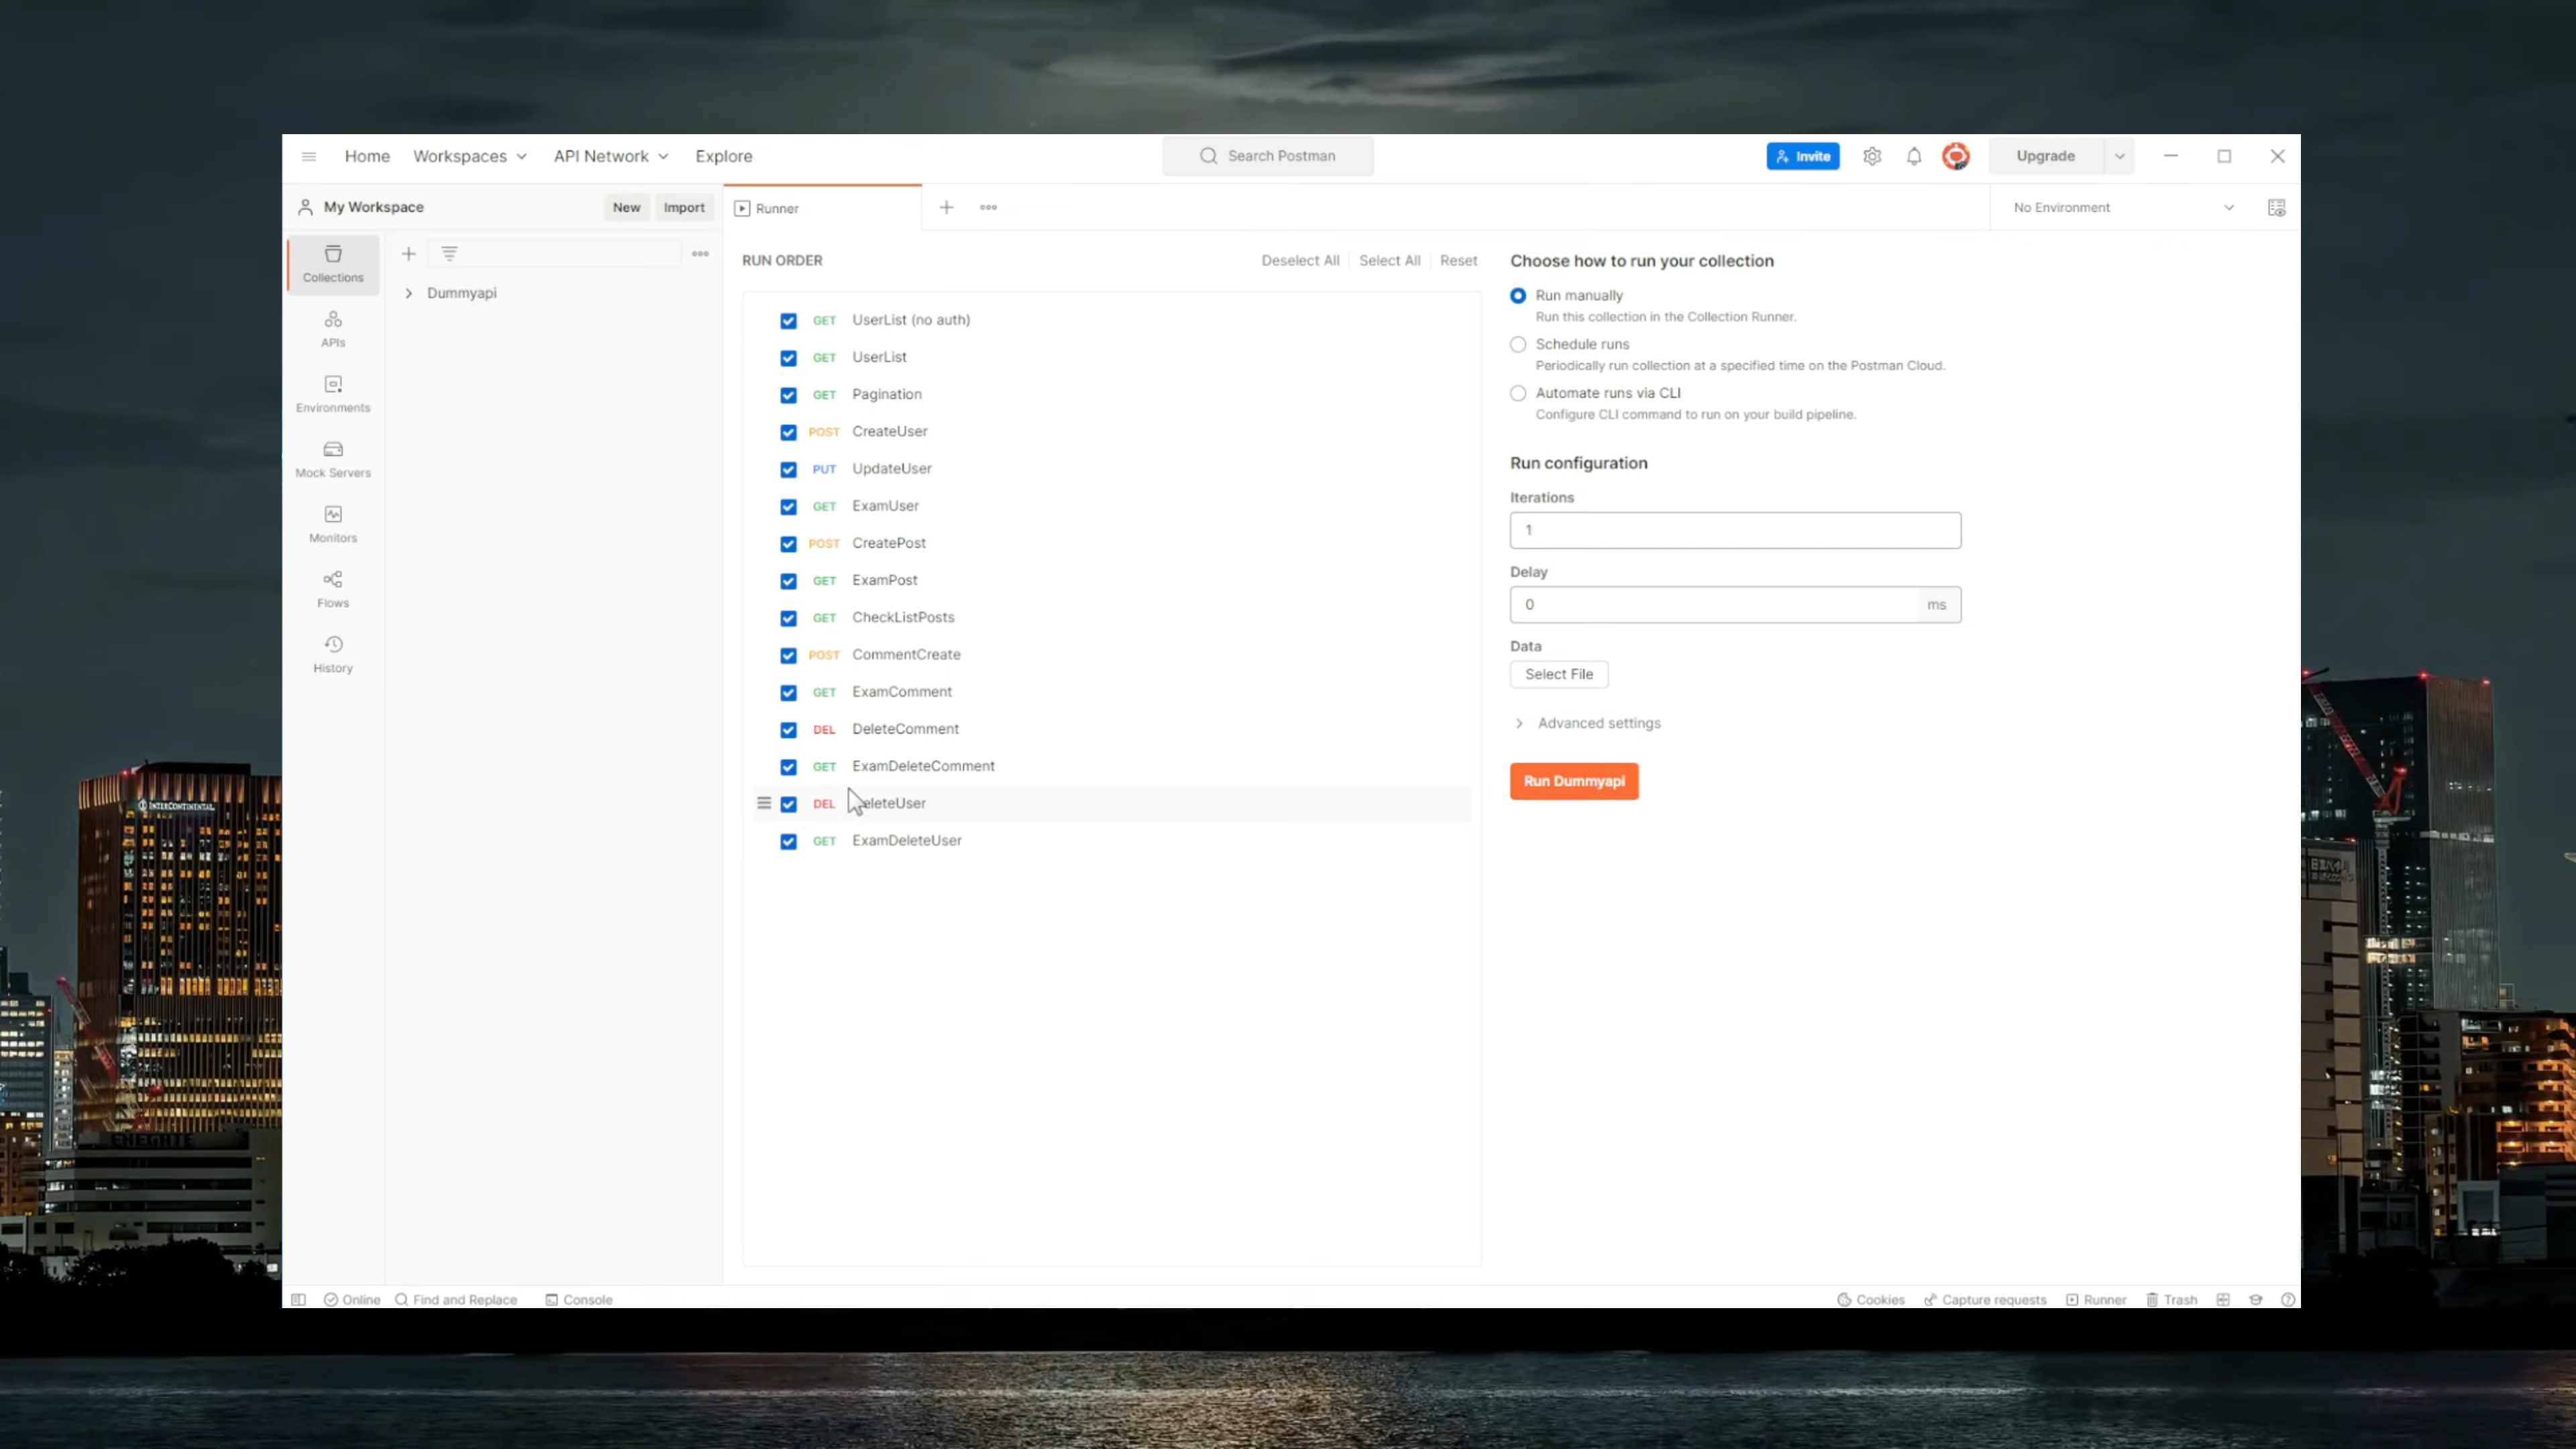 Home Workspaces API Network Explore Search Postman Invite Upgrade
My Workspace New Import Runner No Environment
Collections
APIs
Environments
Mock Servers
Monitors
Flows
History
Dummyapi
RUN ORDER Deselect All Select All Reset
GET UserList (no auth)
GET UserList
GET Pagination
POST CreateUser
PUT UpdateUser
GET ExamUser
POST CreatePost
GET ExamPost
GET CheckListPosts
POST CommentCreate
GET ExamComment
DEL DeleteComment
GET ExamDeleteComment
DEL eleteUser
GET ExamDeleteUser
Choose how to run your collection
Run manually
Run this collection in the Collection Runner.
Schedule runs
Periodically run collection at a specified time on the Postman Cloud.
Automate runs via CLI
Configure CLI command to run on your build pipeline.
Run configuration
Iterations
1
Delay
0 ms
Data
Select File
Advanced settings
Run Dummyapi
Online Find and Replace Console Cookies Capture requests Runner Trash
INTERCONTINENTAL